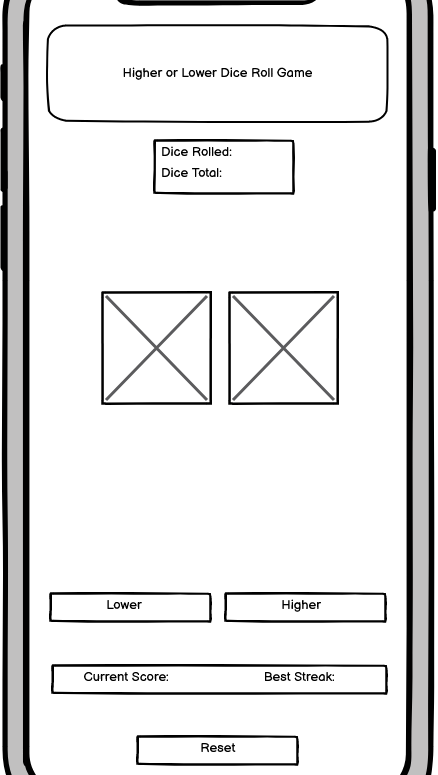 Higher or Lower Dice Roll Game
Dice Rolled:
Dice Total:
Lower
Higher
Current Score:
Best Streak:
Reset